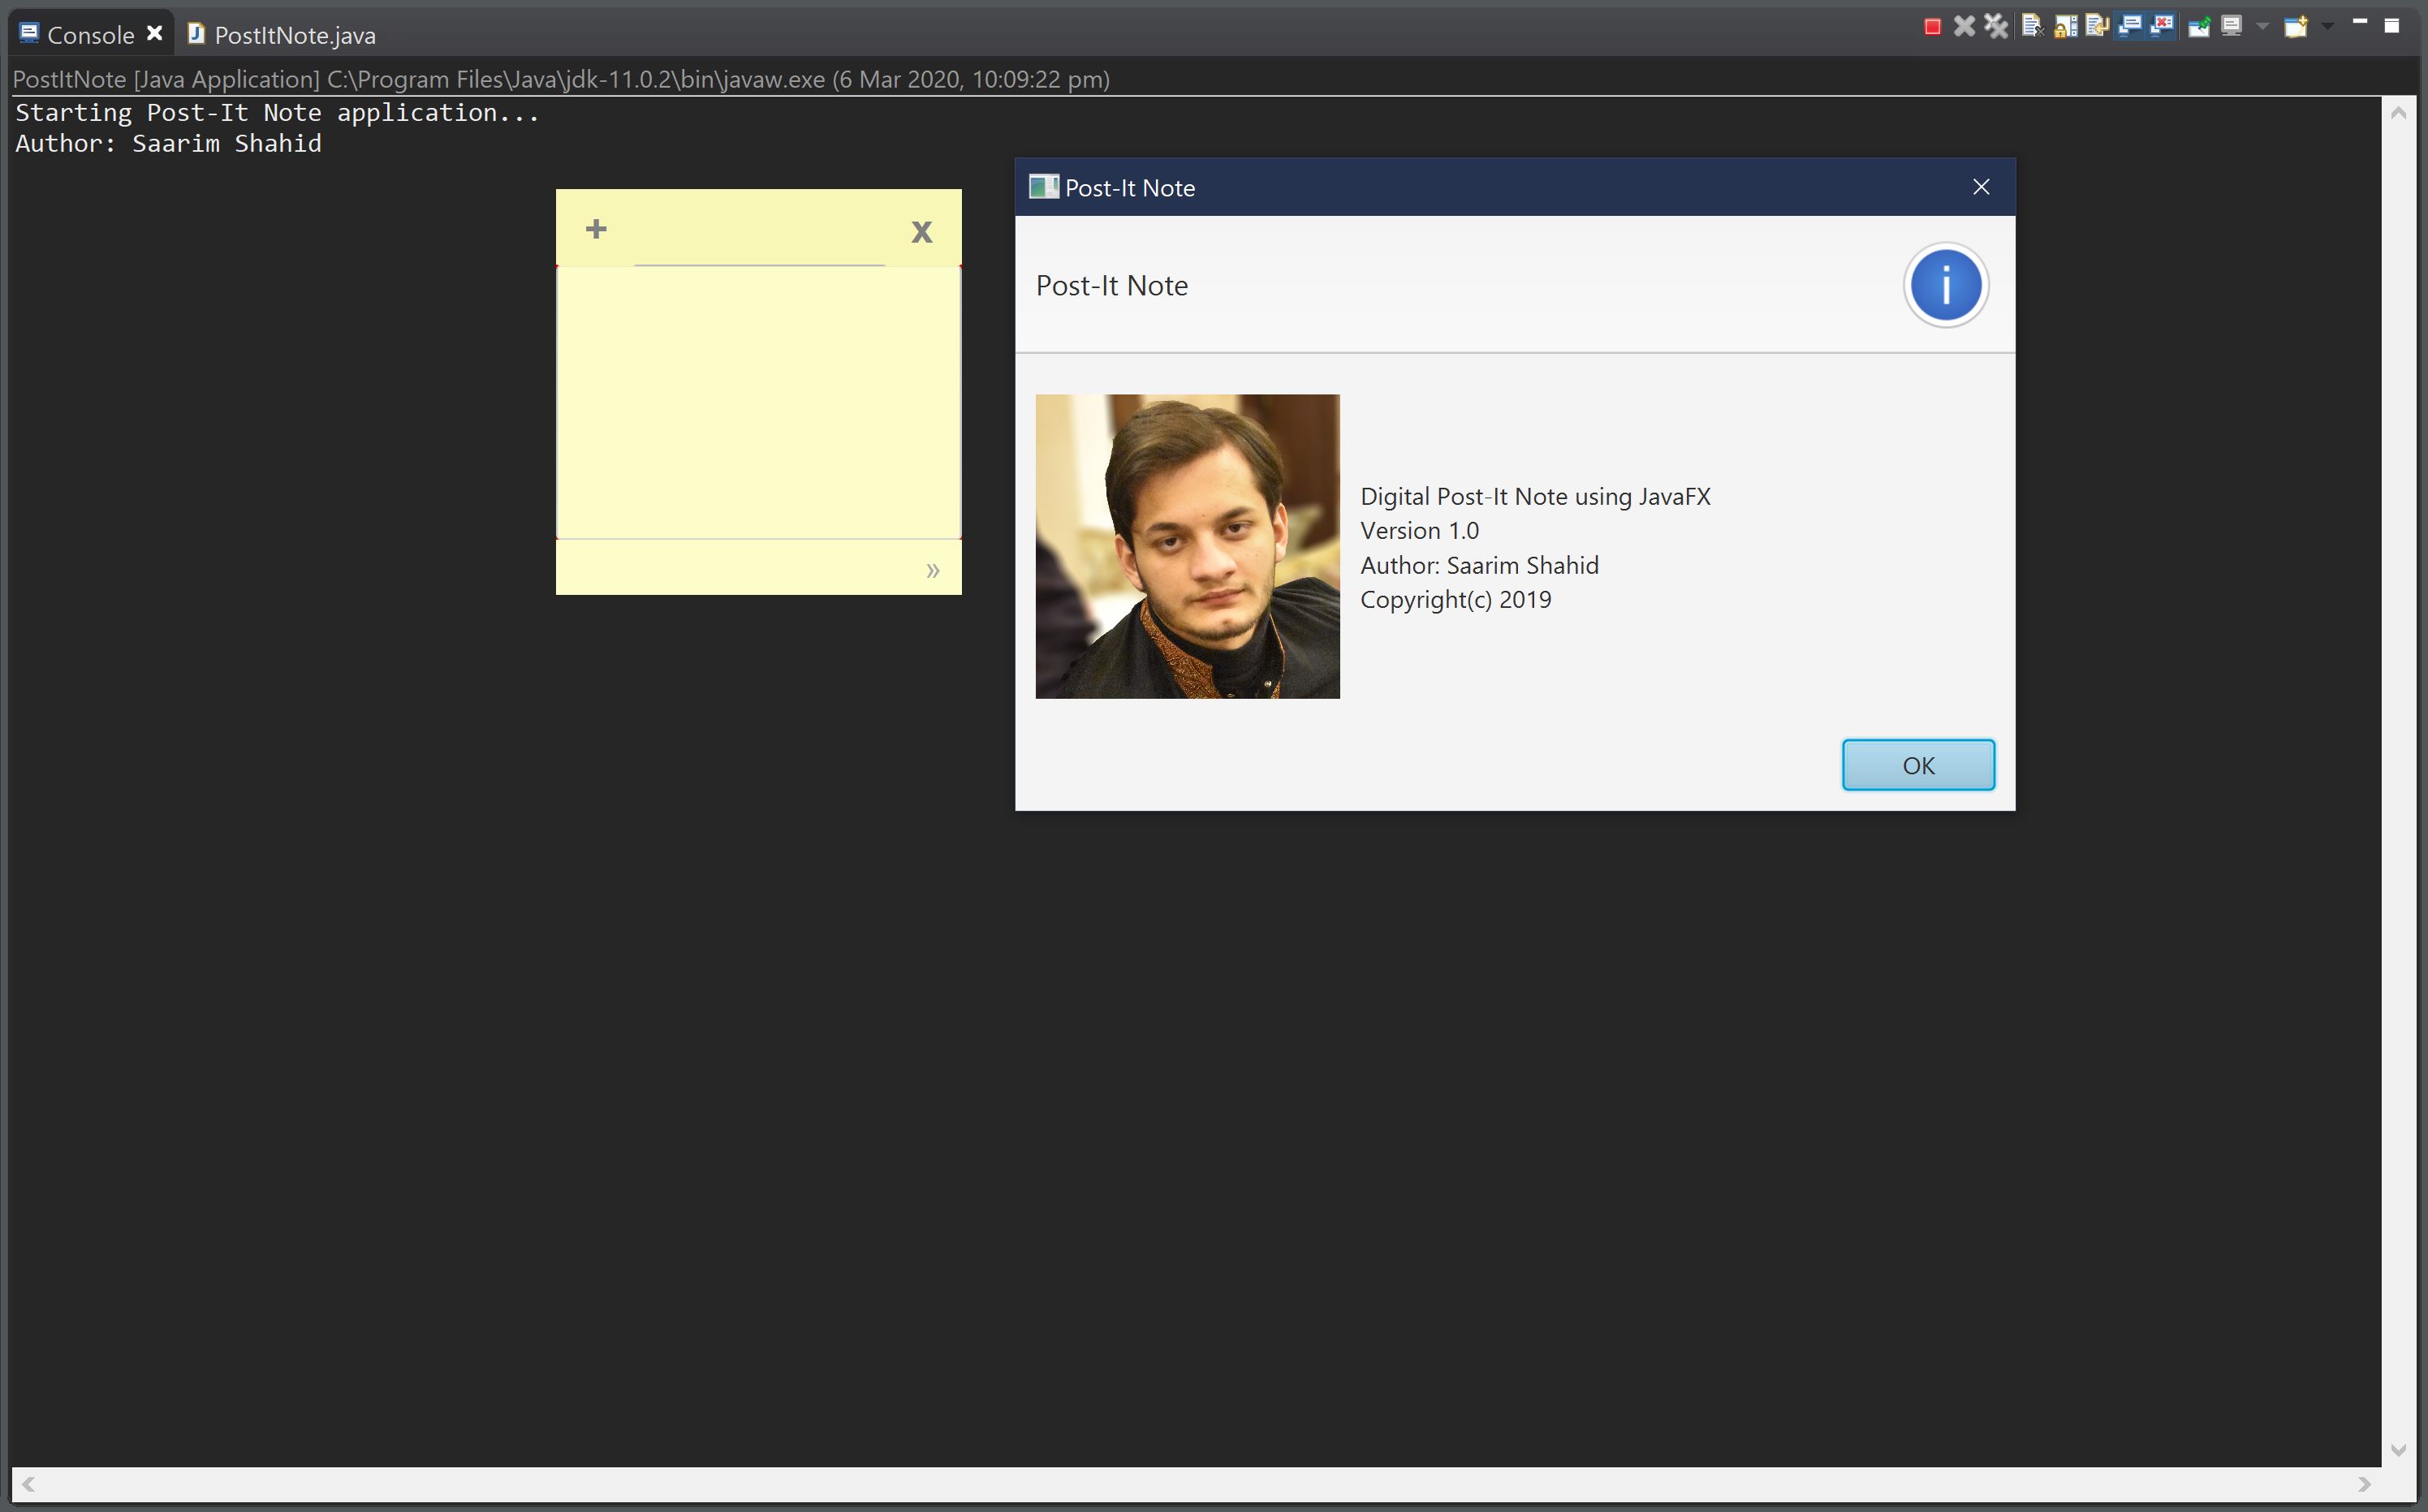 Console
PostItNote.java
PostItNote [Java Application] C:\Program Files\Java\jdk-11.0.2\bin\javaw.exe (6 Mar 2020, 10:09:22 pm)
Starting Post-It Note application...
Author: Saarim Shahid
+ x
»
Post-It Note
Post-It Note
i
Digital Post-It Note using JavaFX
Version 1.0
Author: Saarim Shahid
Copyright(c) 2019
OK